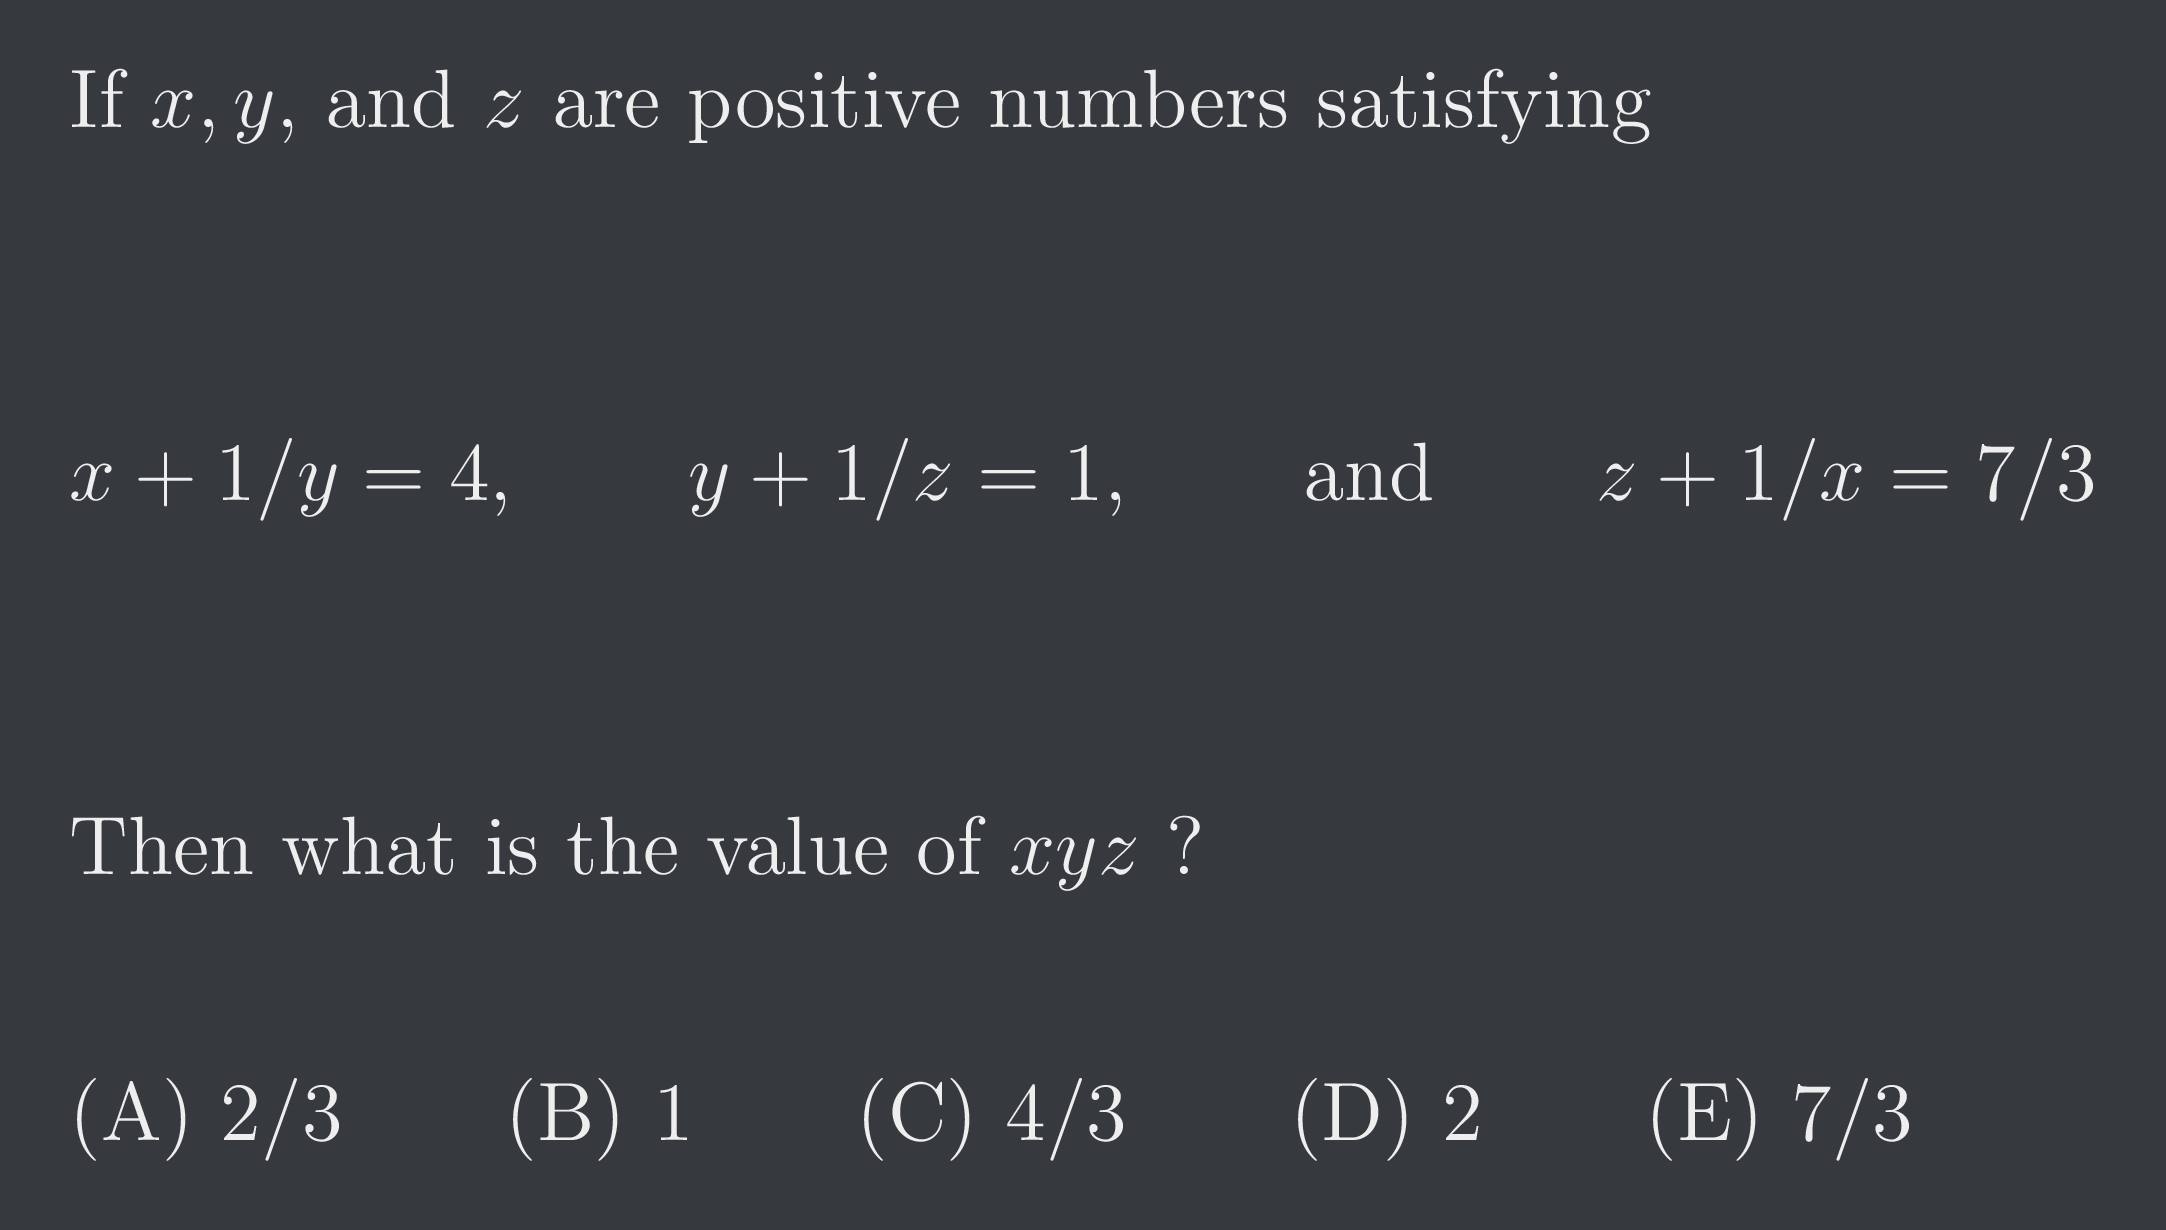 If x, y, and z are positive numbers satisfying
x + 1/y = 4, y + 1/z = 1, and z + 1/x = 7/3
Then what is the value of xyz ?
(A) 2/3 (B) 1 (C) 4/3 (D) 2 (E) 7/3